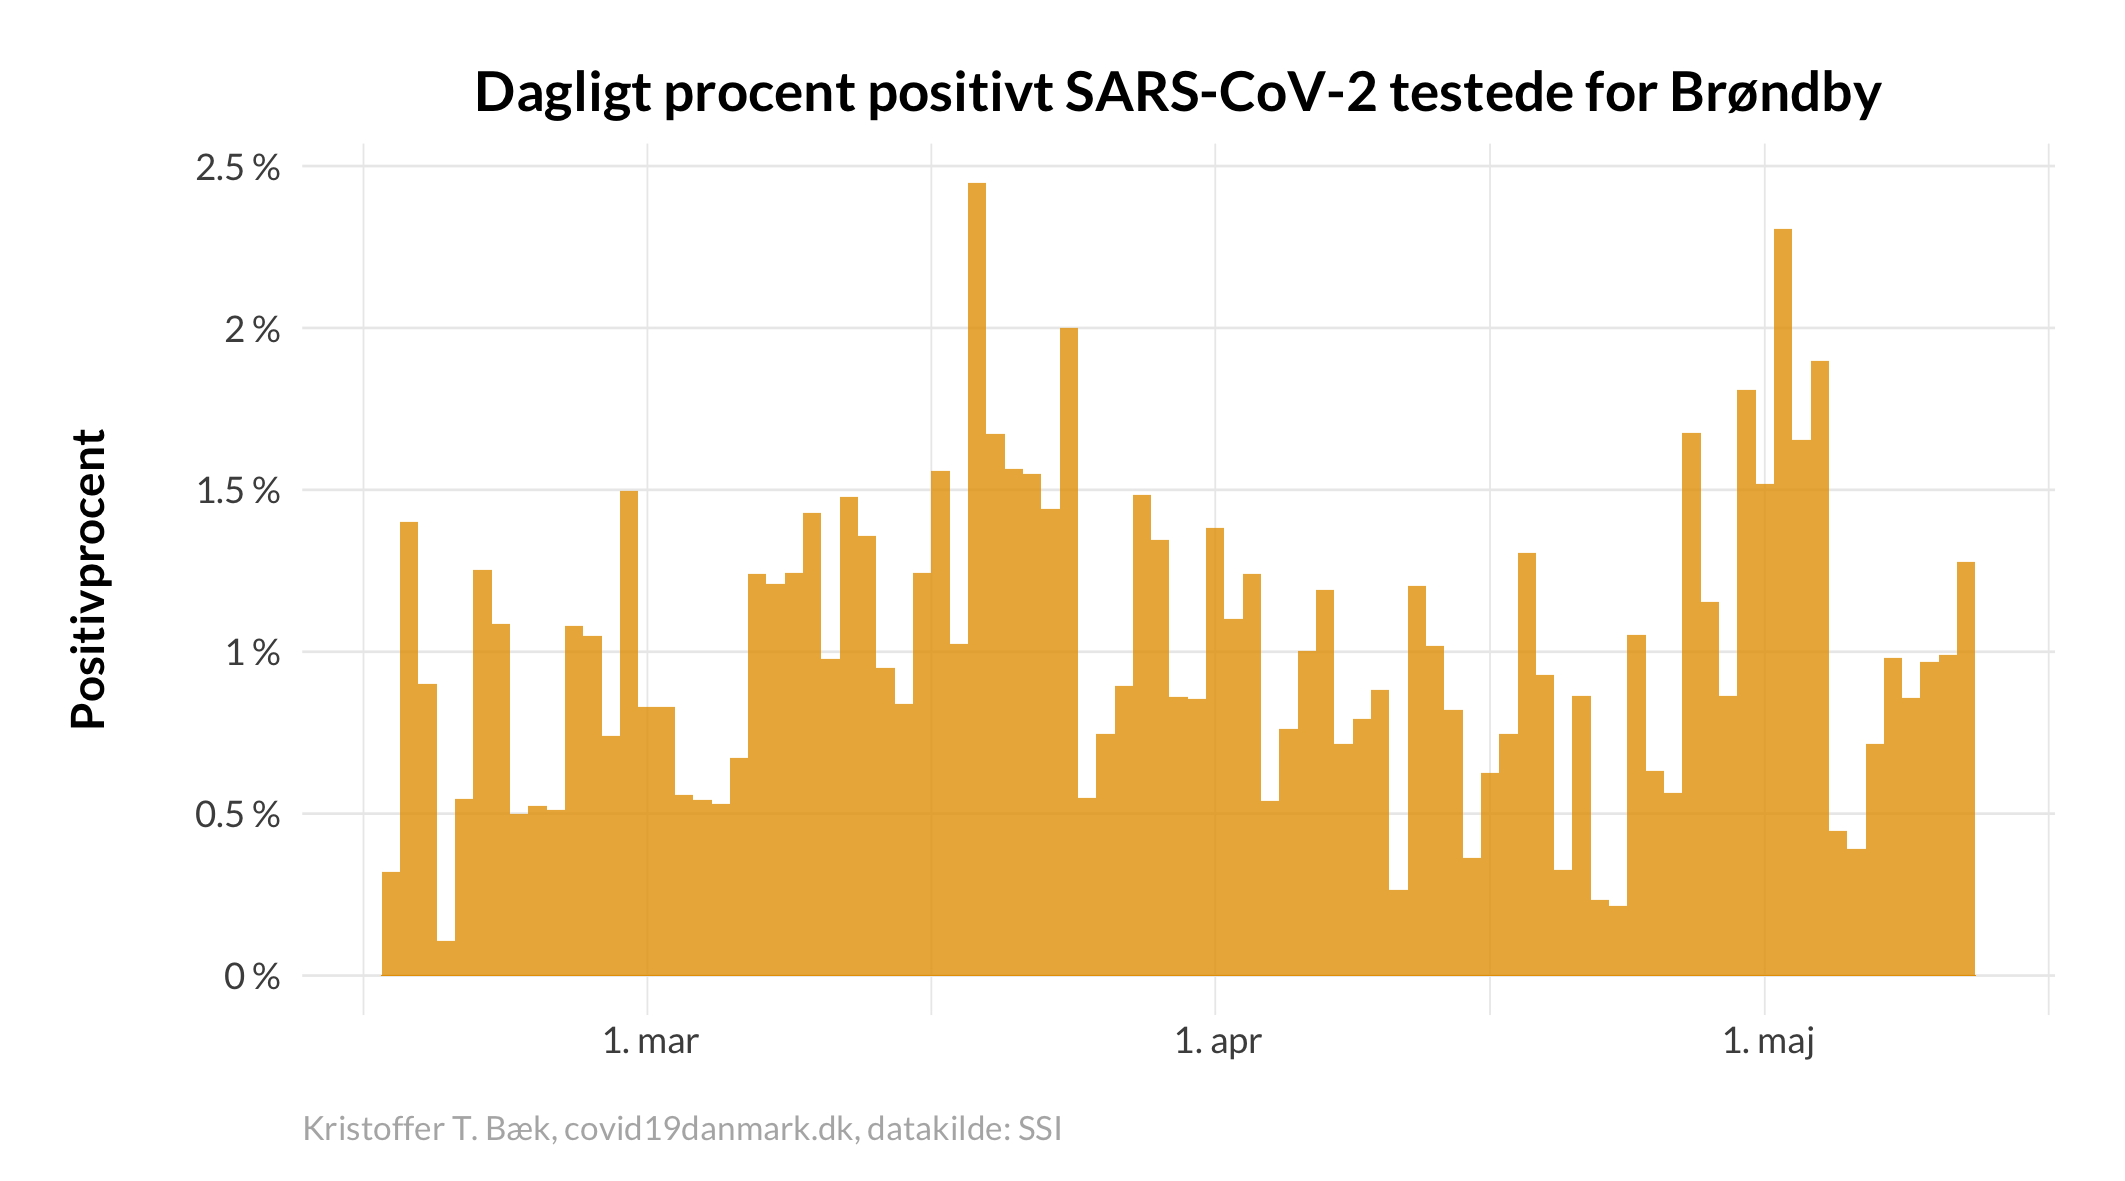 Dagligt procent positivt SARS-CoV-2 testede for Brøndby
Positivprocent
2.5 %
2 %
1.5 %
1 %
0.5 %
0 %
1. mar
1. apr
1. maj
Kristoffer T. Bæk, covid19danmark.dk, datakilde: SSI